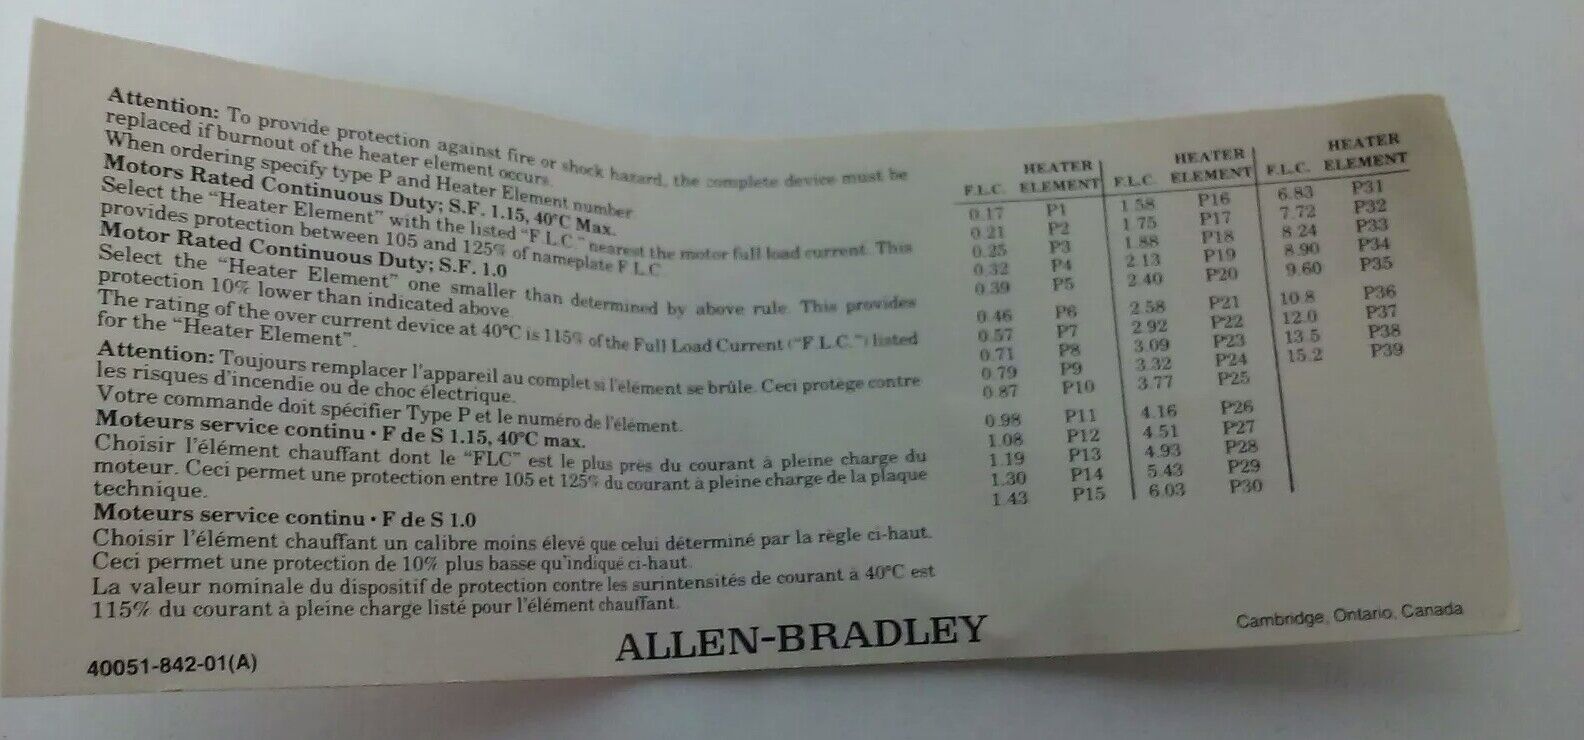 Attention: To provide protection against fire or shock hazard, the complete device must be
replaced if burnout of the heater element occurs.
When ordering specify type P and Heater Element number
Motors Rated Continuous Duty; S.F. 1.15, 40°C Max.
Select the "Heater Element" with the listed "F.L.C." nearest the motor full load current. This
provides protection between 105 and 125% of nameplate F.L.C.
Motor Rated Continuous Duty; S.F. 1.0
Select the "Heater Element" one smaller than determined by above rule. This provides
protection 10% lower than indicated above.
The rating of the over current device at 40°C is 115% of the Full Load Current ("F.L.C.") listed
for the "Heater Element".
Attention: Toujours remplacer l'appareil au complet si l'elément se brûle. Ceci protège contre
les risques d'incendie ou de choc électrique.
Votre commande doit spécifier Type P et le numéro de l'élément.
Moteurs service continu • F de S 1.15, 40°C max.
Choisir l'élément chauffant dont le "FLC" est le plus près du courant à pleine charge du
moteur. Ceci permet une protection entre 105 et 125% du courant à pleine charge de la plaque
technique.
Moteurs service continu • F de S 1.0
Choisir l'élément chauffant un calibre moins élevé que celui déterminé par la règle ci-haut.
Ceci permet une protection de 10% plus basse qu'indiqué ci-haut.
La valeur nominale du dispositif de protection contre les surintensités de courant à 40°C est
115% du courant à pleine charge listé pour l'élément chauffant.
F.L.C. HEATER ELEMENT F.L.C. HEATER ELEMENT F.L.C. HEATER ELEMENT
0.17 P1 1.58 P16 6.83 P31
0.21 P2 1.75 P17 7.72 P32
0.25 P3 1.88 P18 8.24 P33
0.32 P4 2.13 P19 8.90 P34
0.39 P5 2.40 P20 9.60 P35
0.46 P6 2.58 P21 10.8 P36
0.57 P7 2.92 P22 12.0 P37
0.71 P8 3.09 P23 13.5 P38
0.79 P9 3.32 P24 15.2 P39
0.87 P10 3.77 P25
0.98 P11 4.16 P26
1.08 P12 4.51 P27
1.19 P13 4.93 P28
1.30 P14 5.43 P29
1.43 P15 6.03 P30
40051-842-01(A)
ALLEN-BRADLEY
Cambridge, Ontario, Canada